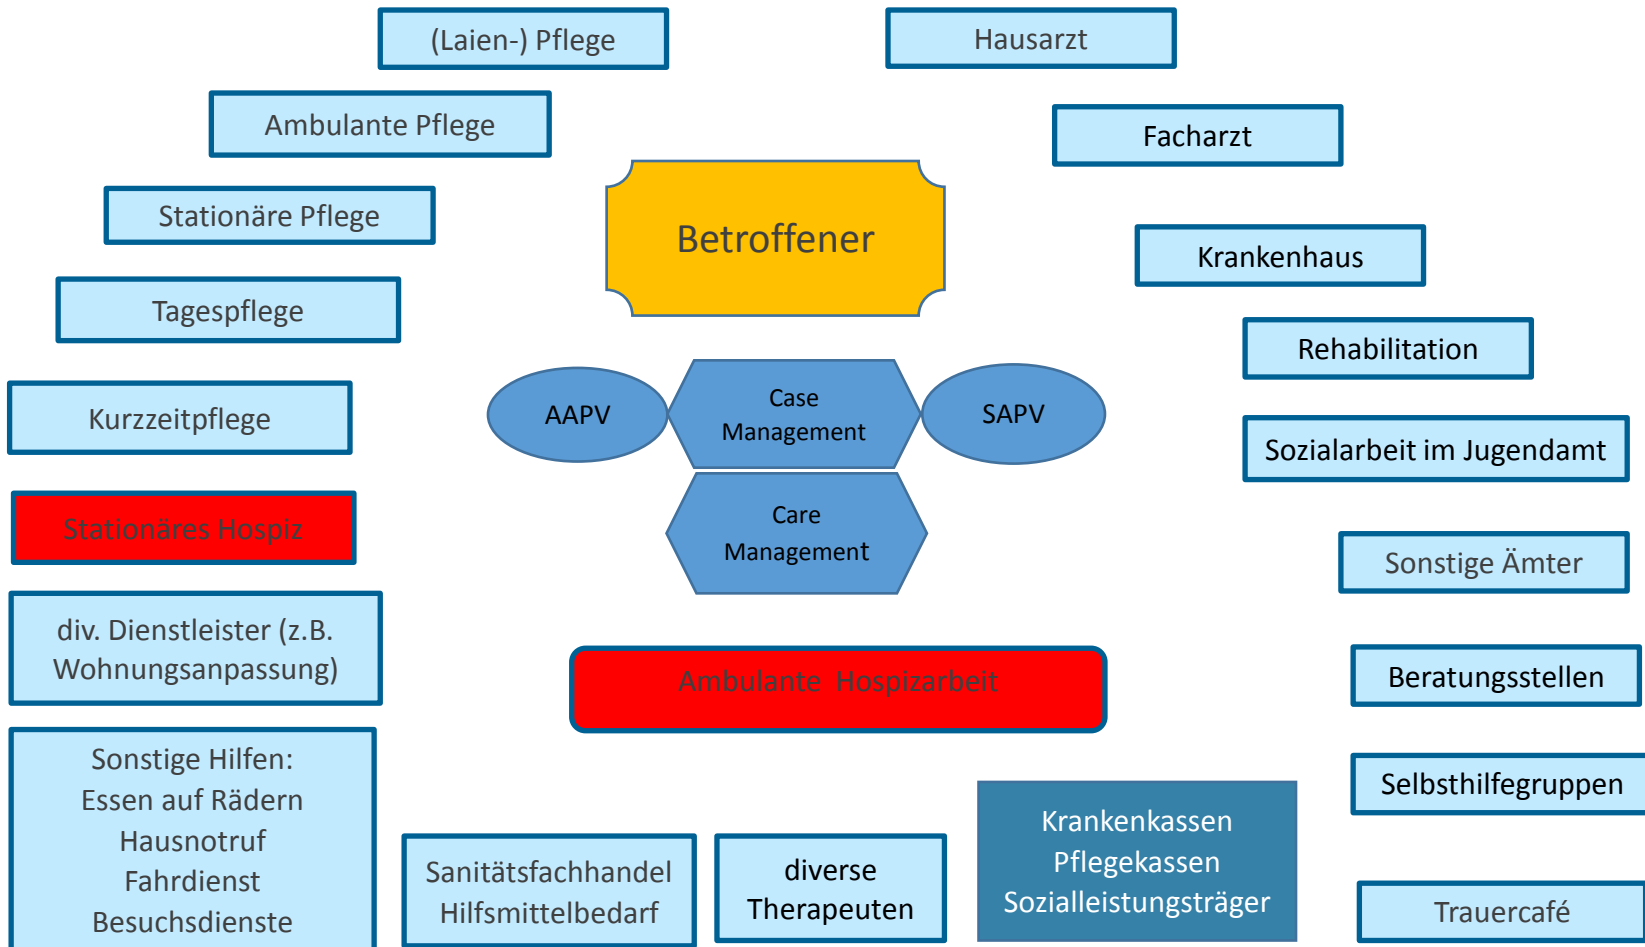 (Laien-) Pflege
Hausarzt
Ambulante Pflege
Facharzt
Stationäre Pflege
Betroffener
Krankenhaus
Tagespflege
Rehabilitation
Kurzzeitpflege
AAPV
Case
Management
SAPV
Sozialarbeit im Jugendamt
Stationäres Hospiz
Care
Management
Sonstige Ämter
div. Dienstleister (z.B.
Wohnungsanpassung)
Ambulante Hospizarbeit
Beratungsstellen
Sonstige Hilfen:
Essen auf Rädern
Hausnotruf
Fahrdienst
Besuchsdienste
Selbsthilfegruppen
Sanitätsfachhandel
Hilfsmittelbedarf
diverse
Therapeuten
Krankenkassen
Pflegekassen
Sozialleistungsträger
Trauercafé